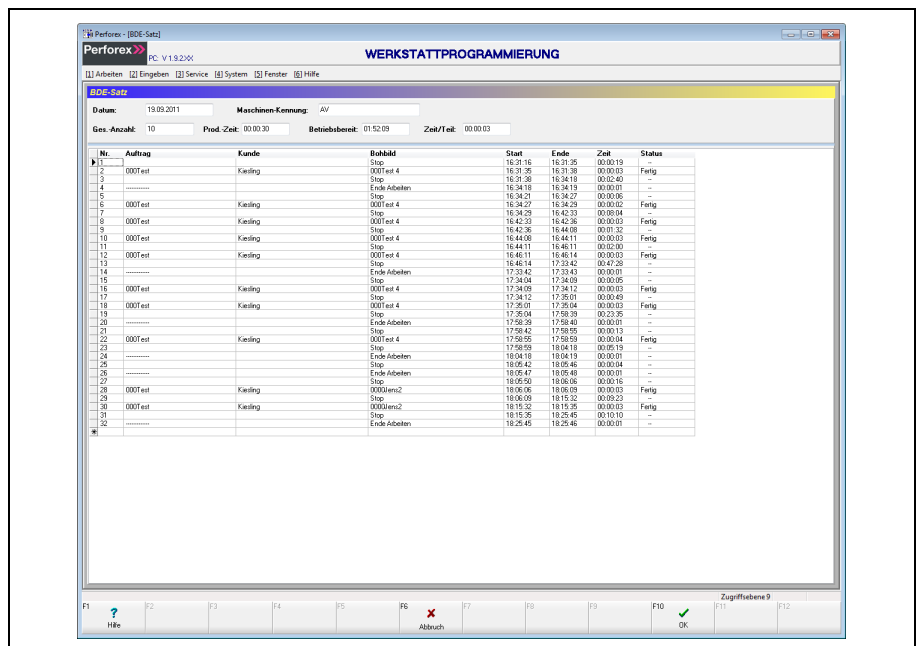 Perforex - [BDE-Satz]
Perforex PC: V 1.9.2.XX WERKSTATTPROGRAMMIERUNG
[1] Arbeiten [2] Eingeben [3] Service [4] System [5] Fenster [6] Hilfe
BDE-Satz
Datum: 19.09.2011 Maschinen-Kennung: AV
Ges.-Anzahl: 10 Prod.-Zeit: 00:00:30 Betriebsbereit: 01:52:09 Zeit/Teil: 00:00:03
Nr. Auftrag Kunde Bohbild Start Ende Zeit Status
1 Stop 16:31:16 16:31:35 00:00:19 --
2 000Test Kiesling 000Test 4 16:31:35 16:31:38 00:00:03 Fertig
3 Stop 16:31:38 16:34:18 00:02:40 --
4 ----------- Ende Arbeiten 16:34:18 16:34:19 00:00:01 --
5 Stop 16:34:21 16:34:27 00:00:06 --
6 000Test Kiesling 000Test 4 16:34:27 16:34:29 00:00:02 Fertig
7 Stop 16:34:29 16:42:33 00:08:04 --
8 000Test Kiesling 000Test 4 16:42:33 16:42:36 00:00:03 Fertig
9 Stop 16:42:36 16:44:08 00:01:32 --
10 000Test Kiesling 000Test 4 16:44:08 16:44:11 00:00:03 Fertig
11 Stop 16:44:11 16:46:11 00:02:00 --
12 000Test Kiesling 000Test 4 16:46:11 16:46:14 00:00:03 Fertig
13 Stop 16:46:14 17:33:42 00:47:28 --
14 ----------- Ende Arbeiten 17:33:42 17:33:43 00:00:01 --
15 Stop 17:34:04 17:34:09 00:00:05 --
16 000Test Kiesling 000Test 4 17:34:09 17:34:12 00:00:03 Fertig
17 Stop 17:34:12 17:35:01 00:00:49 --
18 000Test Kiesling 000Test 4 17:35:01 17:35:04 00:00:03 Fertig
19 Stop 17:35:04 17:58:39 00:23:35 --
20 ----------- Ende Arbeiten 17:58:39 17:58:40 00:00:01 --
21 Stop 17:58:42 17:58:55 00:00:13 --
22 000Test Kiesling 000Test 4 17:58:55 17:58:59 00:00:04 Fertig
23 Stop 17:58:59 18:04:18 00:05:19 --
24 ----------- Ende Arbeiten 18:04:18 18:04:19 00:00:01 --
25 Stop 18:05:42 18:05:46 00:00:04 --
26 ----------- Ende Arbeiten 18:05:47 18:05:48 00:00:01 --
27 Stop 18:05:50 18:06:06 00:00:16 --
28 000Test Kiesling 0000Jens2 18:06:06 18:06:09 00:00:03 Fertig
29 Stop 18:06:09 18:15:32 00:09:23 --
30 000Test Kiesling 0000Jens2 18:15:32 18:15:35 00:00:03 Fertig
31 Stop 18:15:35 18:25:45 00:10:10 --
32 ----------- Ende Arbeiten 18:25:45 18:25:46 00:00:01 --
Zugriffsebene 9
F1 F2 F3 F4 F5 F6 F7 F8 F9 F10 F11 F12
Hilfe Abbruch OK